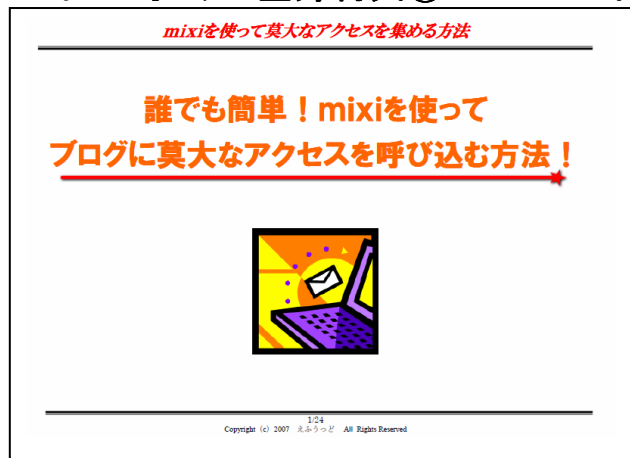 mixiを使って莫大なアクセスを集める方法
誰でも簡単！mixiを使って
ブログに莫大なアクセスを呼び込む方法！
1/24
Copyright (c) 2007 えふうっど All Rights Reserved